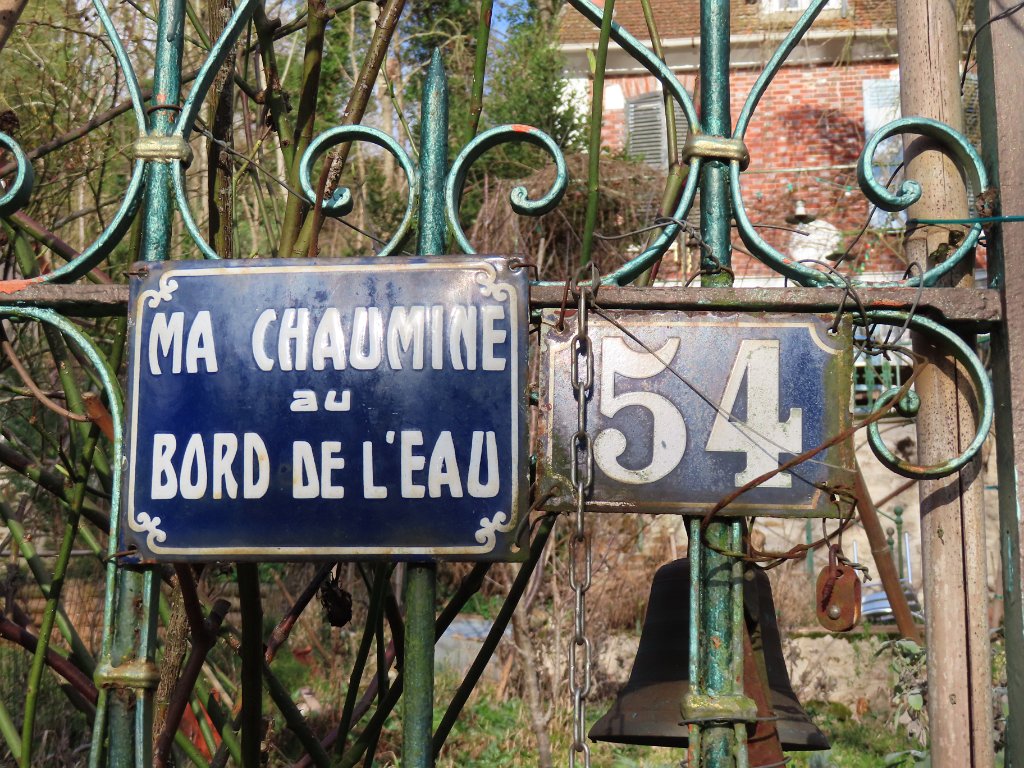 MA CHAUMINE
au
BORD DE L'EAU
54